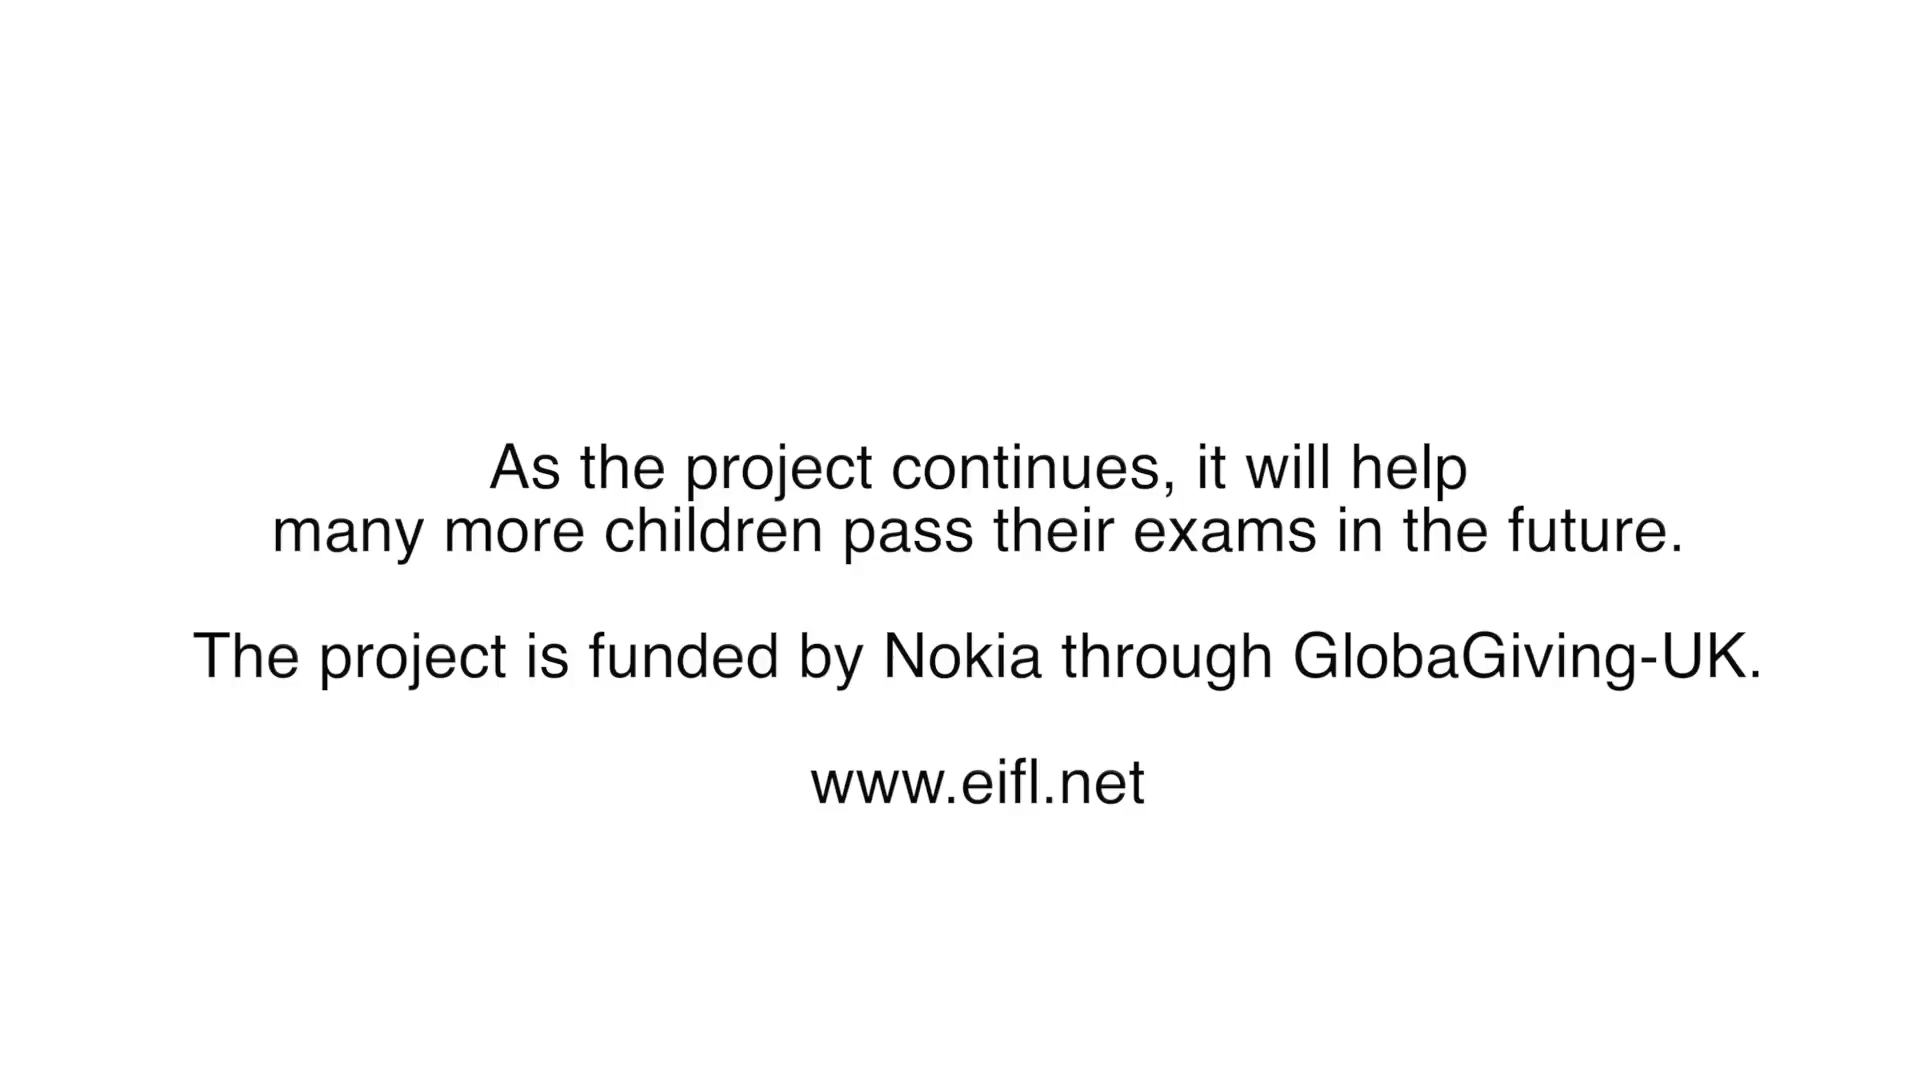 As the project continues, it will help
many more children pass their exams in the future.
The project is funded by Nokia through GlobaGiving-UK.
www.eifl.net